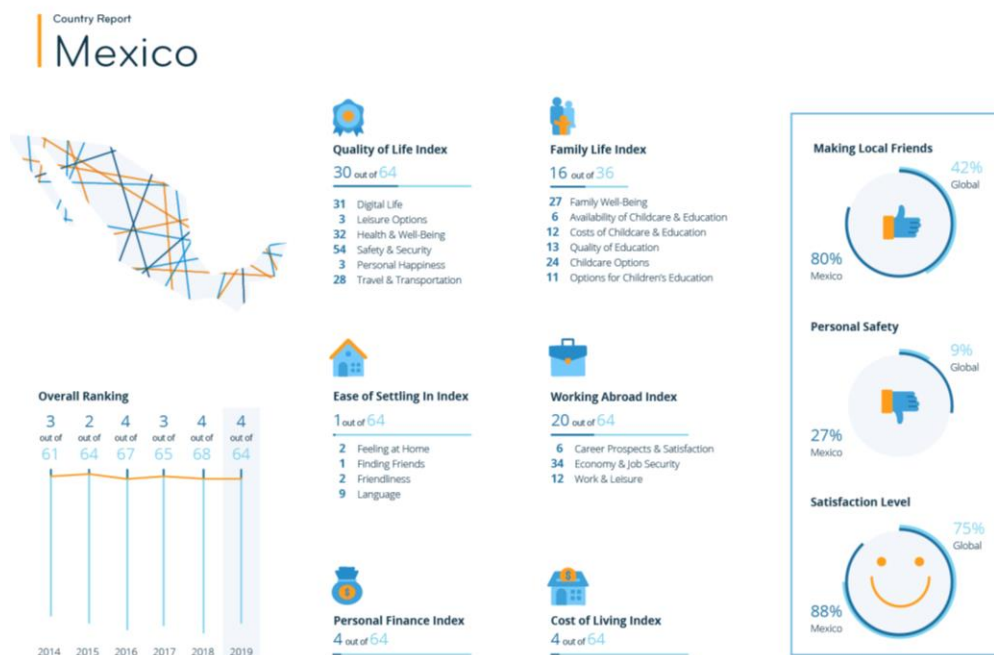 Country Report
Mexico
Quality of Life Index
30 out of 64
31 Digital Life
3 Leisure Options
32 Health & Well-Being
54 Safety & Security
3 Personal Happiness
28 Travel & Transportation
Family Life Index
16 out of 36
27 Family Well-Being
6 Availability of Childcare & Education
12 Costs of Childcare & Education
13 Quality of Education
24 Childcare Options
11 Options for Children's Education
Overall Ranking
3 2 4 3 4 4
out of out of out of out of out of out of
61 64 67 65 68 64
2014 2015 2016 2017 2018 2019
Ease of Settling In Index
1 out of 64
2 Feeling at Home
1 Finding Friends
2 Friendliness
9 Language
Working Abroad Index
20 out of 64
6 Career Prospects & Satisfaction
34 Economy & Job Security
12 Work & Leisure
Personal Finance Index
4 out of 64
Cost of Living Index
4 out of 64
Making Local Friends
42%
Global
80%
Mexico
Personal Safety
9%
Global
27%
Mexico
Satisfaction Level
75%
Global
88%
Mexico